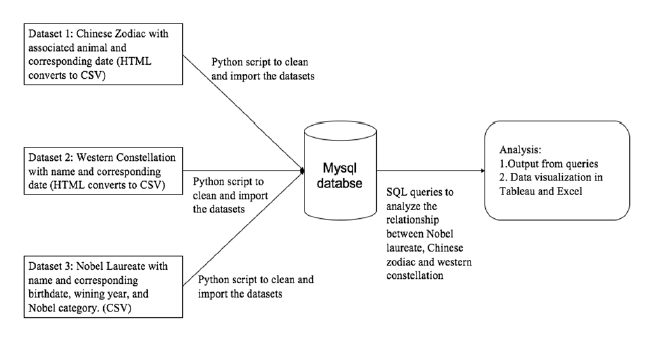 Dataset 1: Chinese Zodiac with
associated animal and
corresponding date (HTML
converts to CSV)
Python script to clean
and import the datasets
Dataset 2: Western Constellation
with name and corresponding
date (HTML converts to CSV)
Python script to
clean and import
the datasets
Dataset 3: Nobel Laureate with
name and corresponding
birthdate, wining year, and
Nobel category. (CSV)
Python script to clean and
import the datasets
Mysql
databse
SQL queries to
analyze the
relationship
between Nobel
laureate, Chinese
zodiac and western
constellation
Analysis:
1.Output from queries
2. Data visualization in
Tableau and Excel